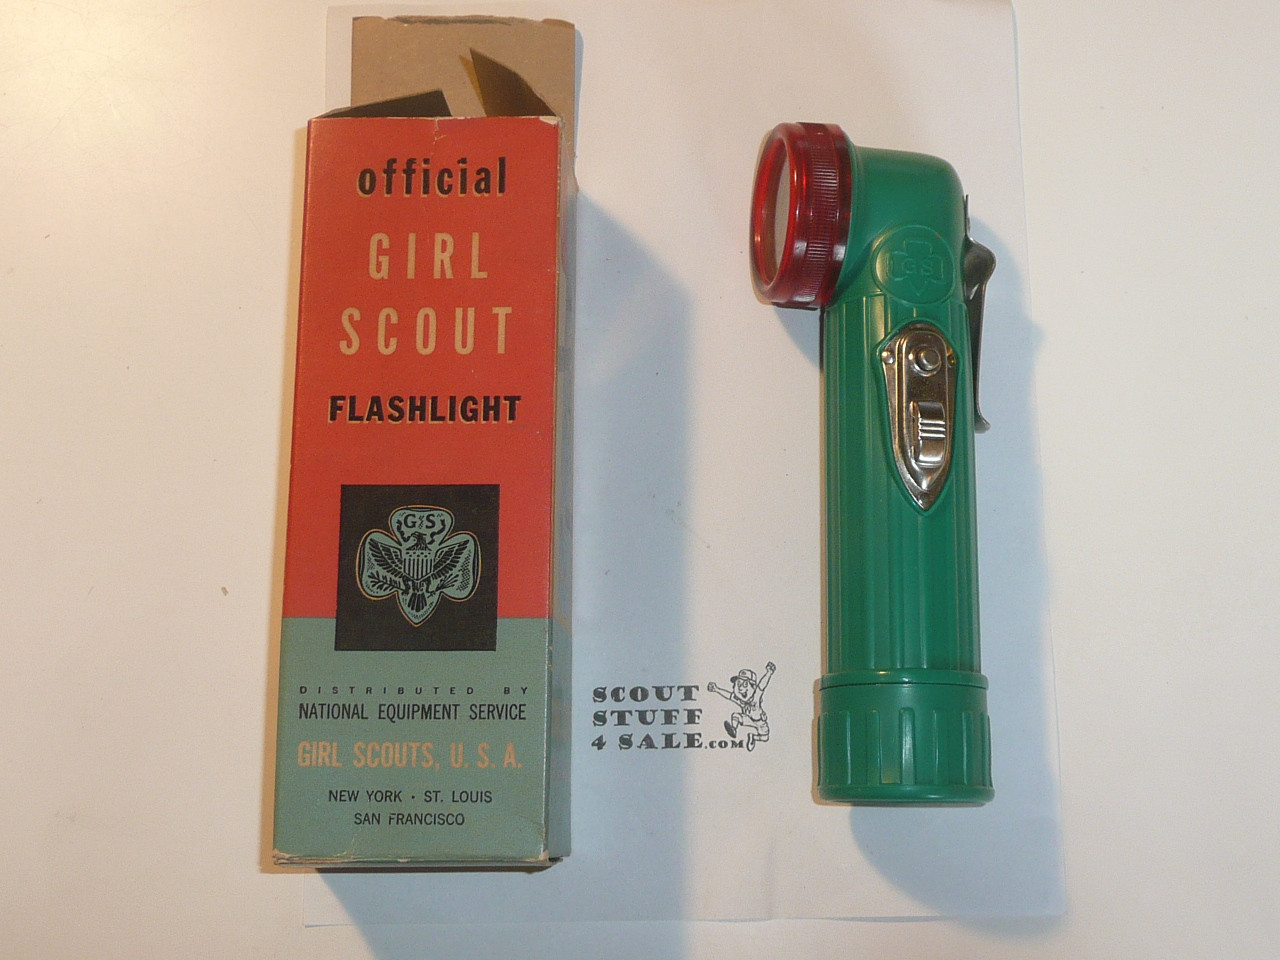 official
GIRL
SCOUT
FLASHLIGHT
GS
DISTRIBUTED BY
NATIONAL EQUIPMENT SERVICE
GIRL SCOUTS, U. S. A.
NEW YORK · ST. LOUIS
SAN FRANCISCO
SCOUT
STUFF
4 SALE.com
GS